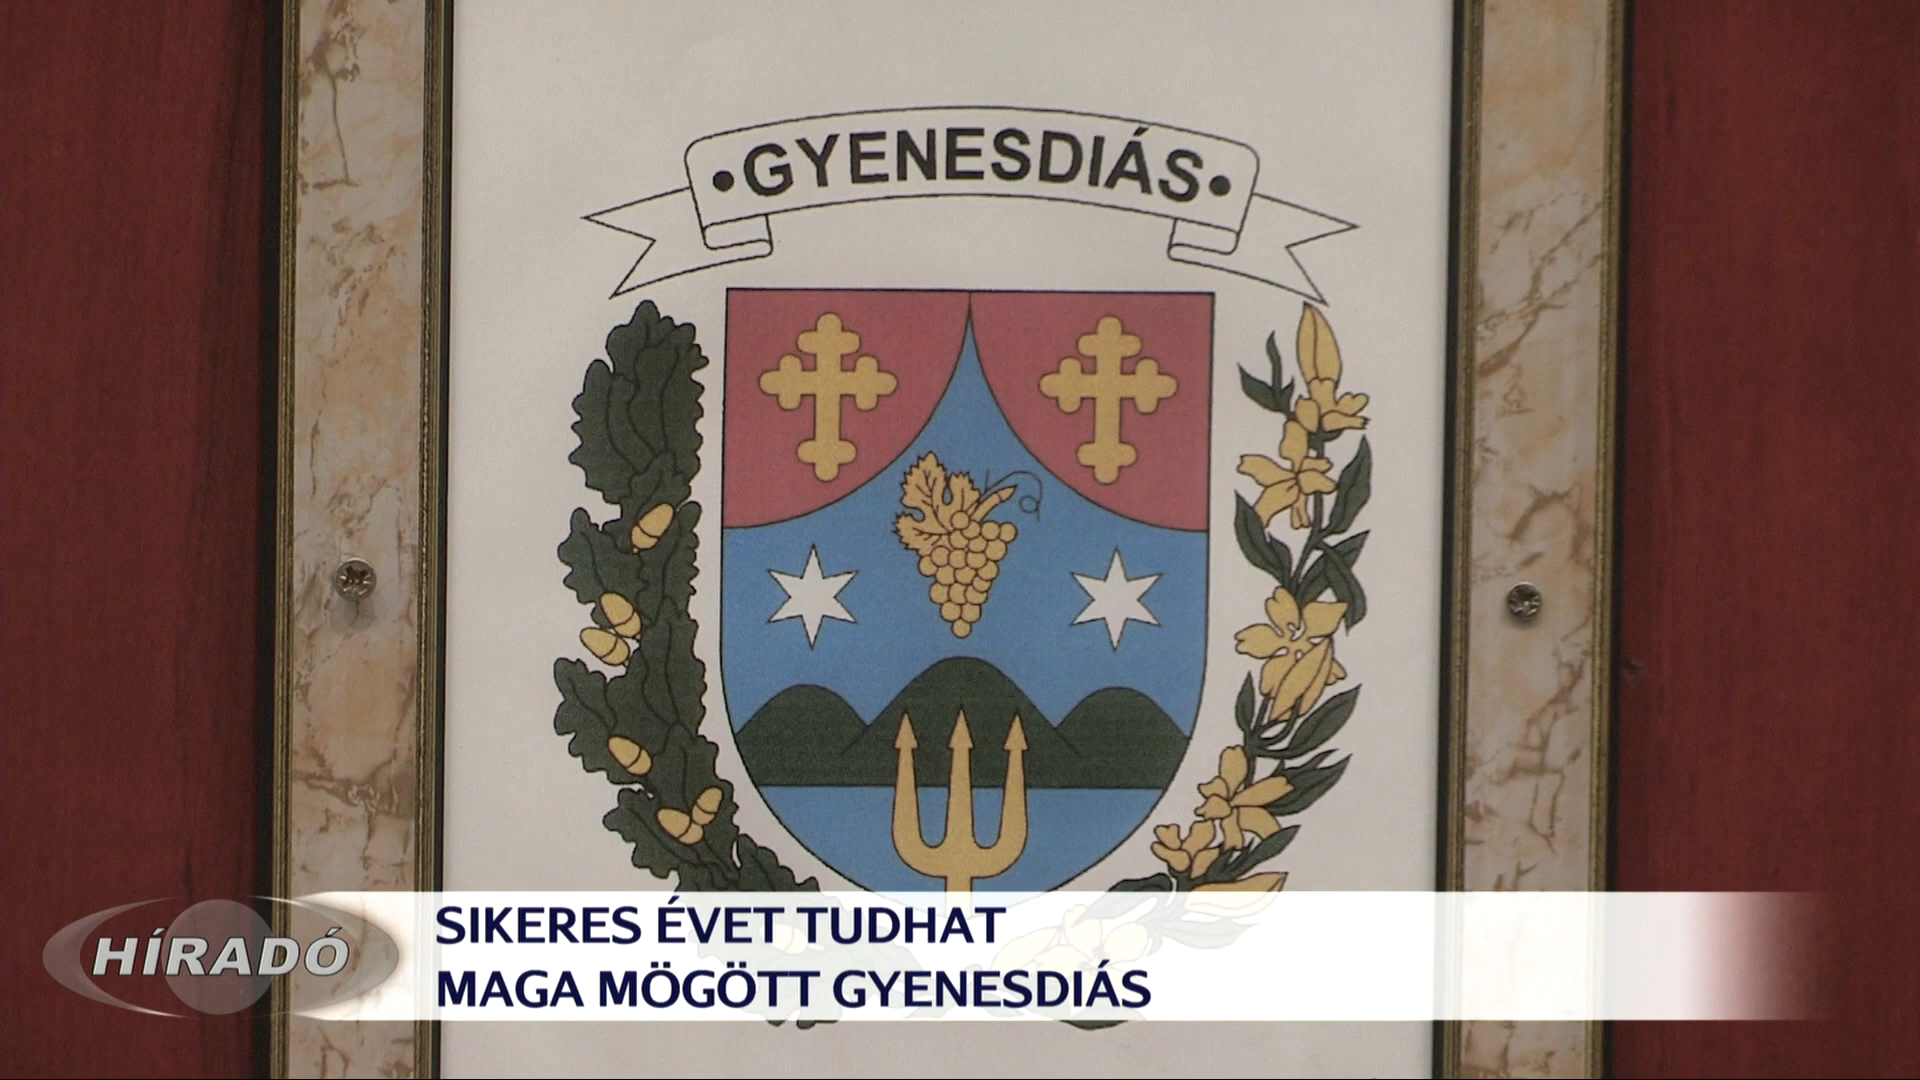 •GYENESDIÁS•
HÍRADÓ
SIKERES ÉVET TUDHAT
MAGA MÖGÖTT GYENESDIÁS